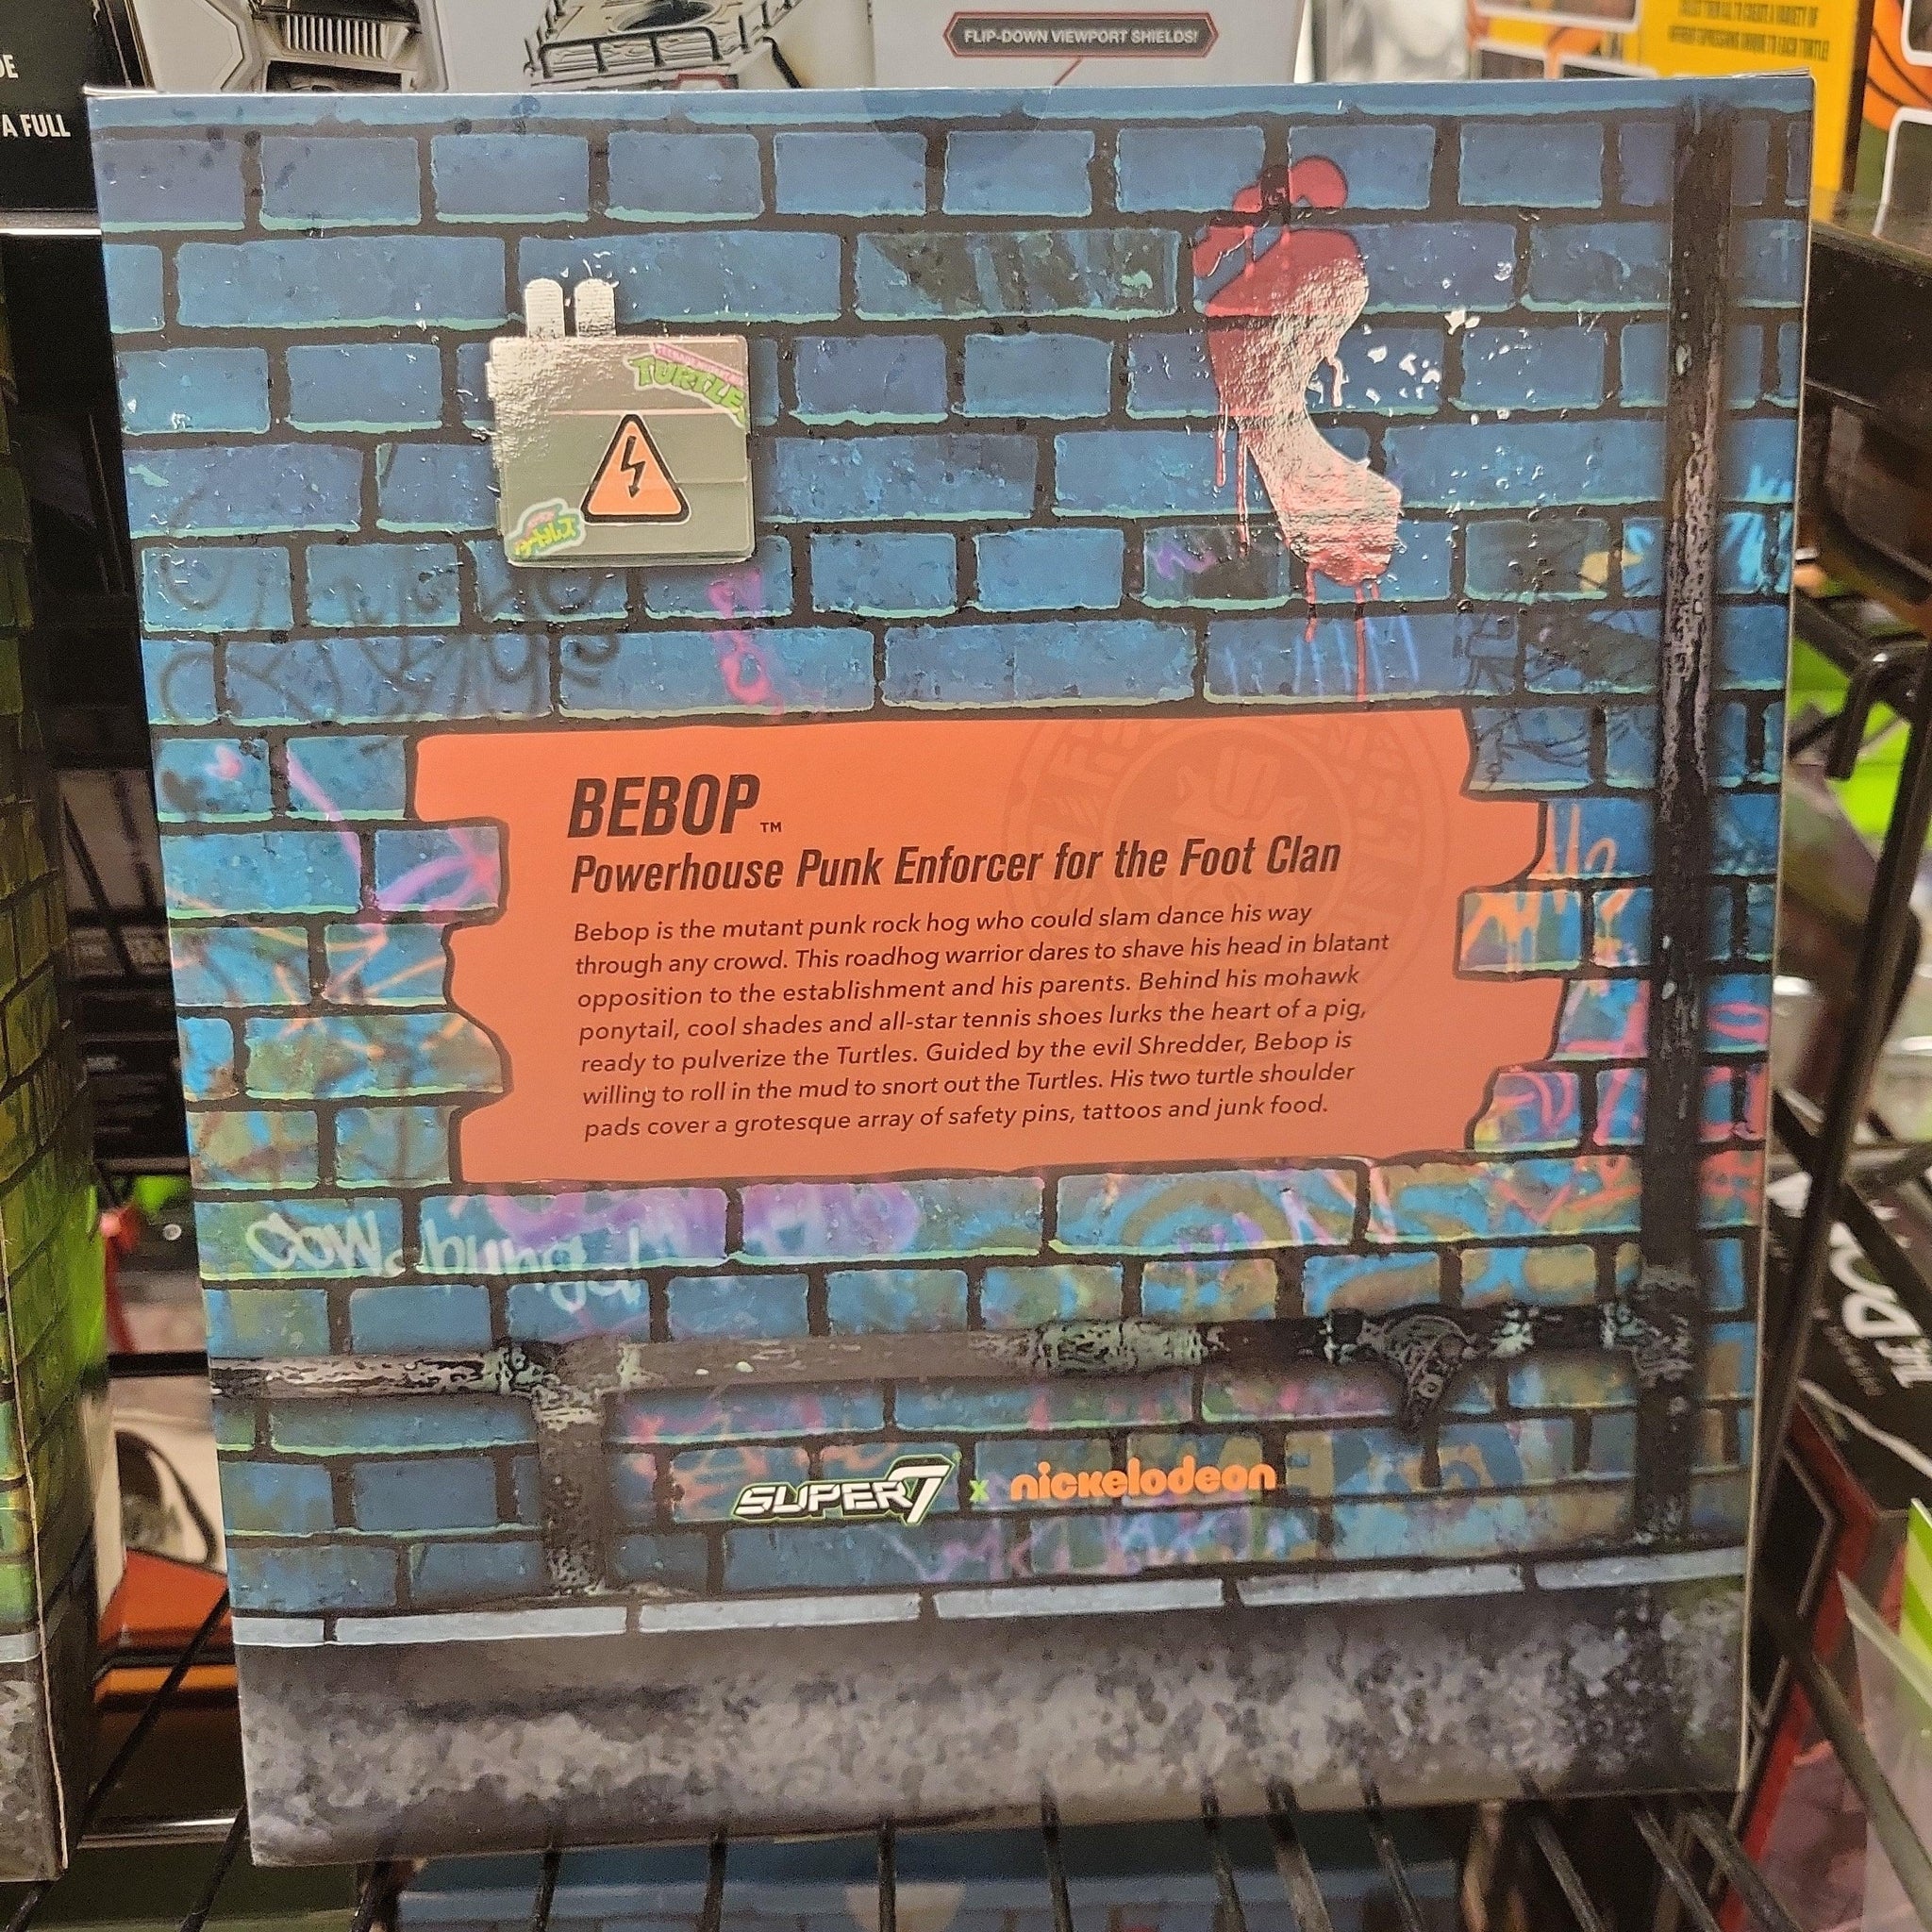 DE
A FULL
FLIP-DOWN VIEWPORT SHIELDS!
TURTLES
BEBOP™
Powerhouse Punk Enforcer for the Foot Clan
Bebop is the mutant punk rock hog who could slam dance his way
through any crowd. This roadhog warrior dares to shave his head in blatant
opposition to the establishment and his parents. Behind his mohawk
ponytail, cool shades and all-star tennis shoes lurks the heart of a pig,
ready to pulverize the Turtles. Guided by the evil Shredder, Bebop is
willing to roll in the mud to snort out the Turtles. His two turtle shoulder
pads cover a grotesque array of safety pins, tattoos and junk food.
COWabunga!
SUPER7 x nickelodeon